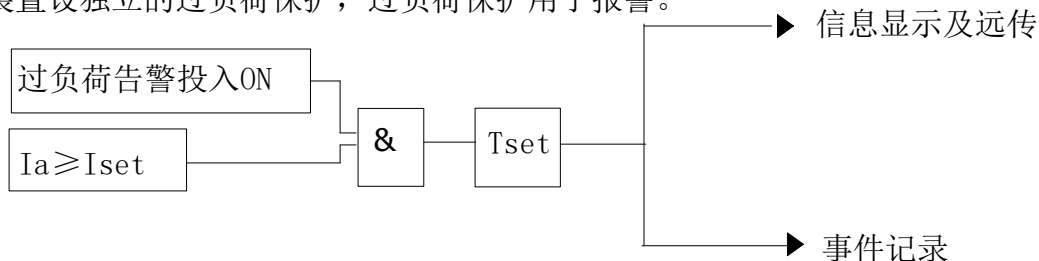 装置设独立的过负荷保护，过负荷保护用于报警。
信息显示及远传
过负荷告警投入ON
&
Tset
Ia≥Iset
事件记录